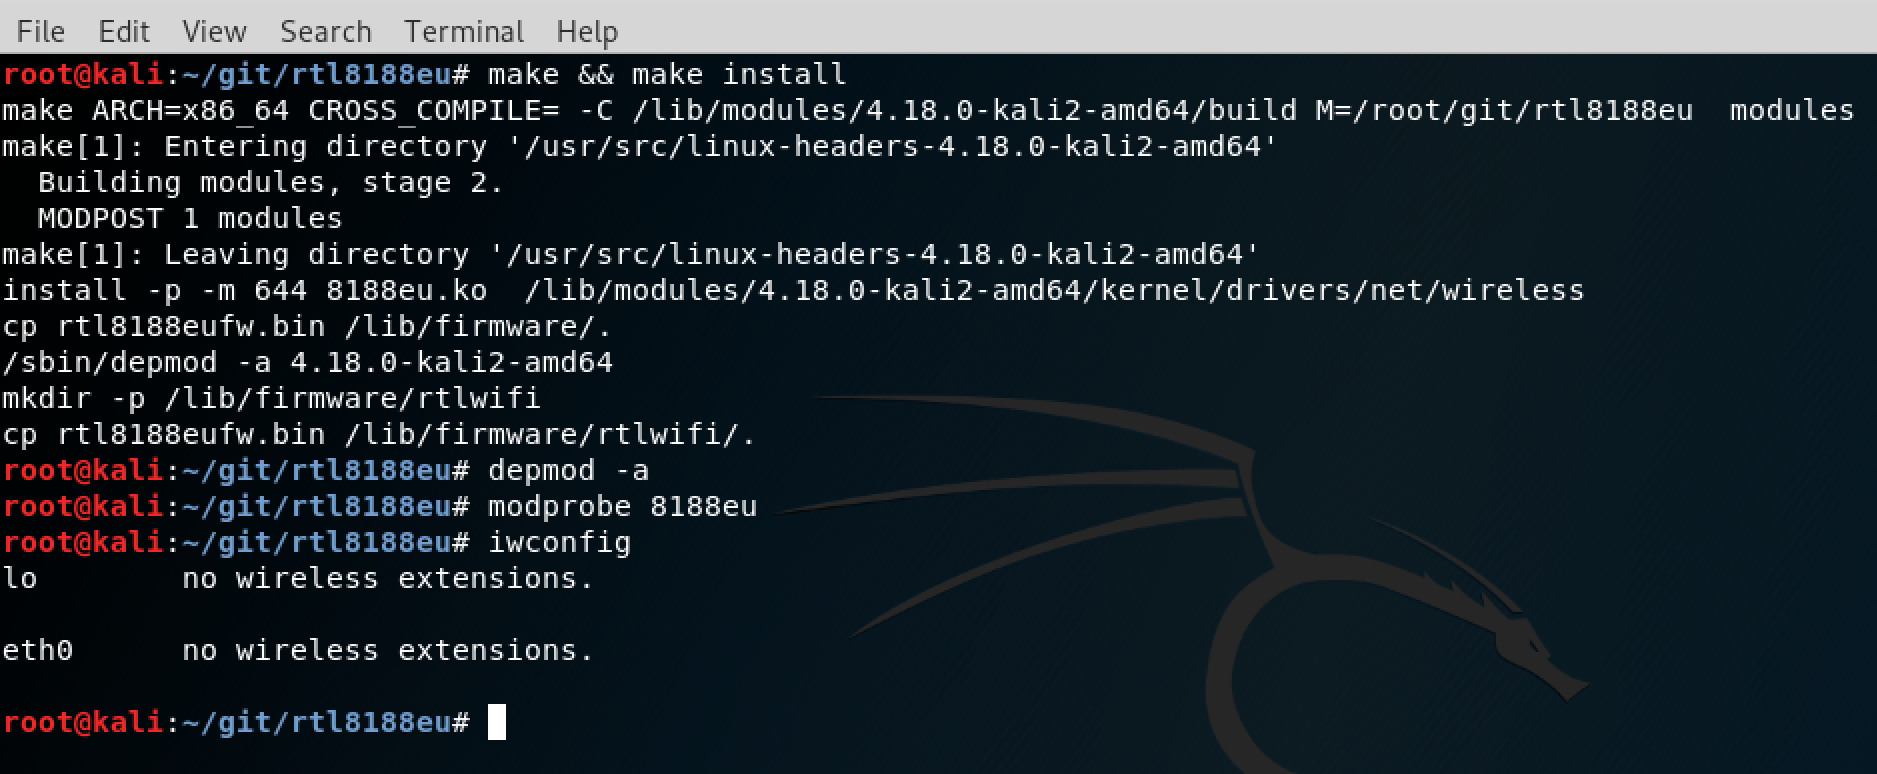 File Edit View Search Terminal Help
root@kali:~/git/rtl8188eu# make && make install
make ARCH=x86_64 CROSS_COMPILE= -C /lib/modules/4.18.0-kali2-amd64/build M=/root/git/rtl8188eu  modules
make[1]: Entering directory '/usr/src/linux-headers-4.18.0-kali2-amd64'
  Building modules, stage 2.
  MODPOST 1 modules
make[1]: Leaving directory '/usr/src/linux-headers-4.18.0-kali2-amd64'
install -p -m 644 8188eu.ko  /lib/modules/4.18.0-kali2-amd64/kernel/drivers/net/wireless
cp rtl8188eufw.bin /lib/firmware/.
/sbin/depmod -a 4.18.0-kali2-amd64
mkdir -p /lib/firmware/rtlwifi
cp rtl8188eufw.bin /lib/firmware/rtlwifi/.
root@kali:~/git/rtl8188eu# depmod -a
root@kali:~/git/rtl8188eu# modprobe 8188eu
root@kali:~/git/rtl8188eu# iwconfig
lo        no wireless extensions.
eth0      no wireless extensions.
root@kali:~/git/rtl8188eu#